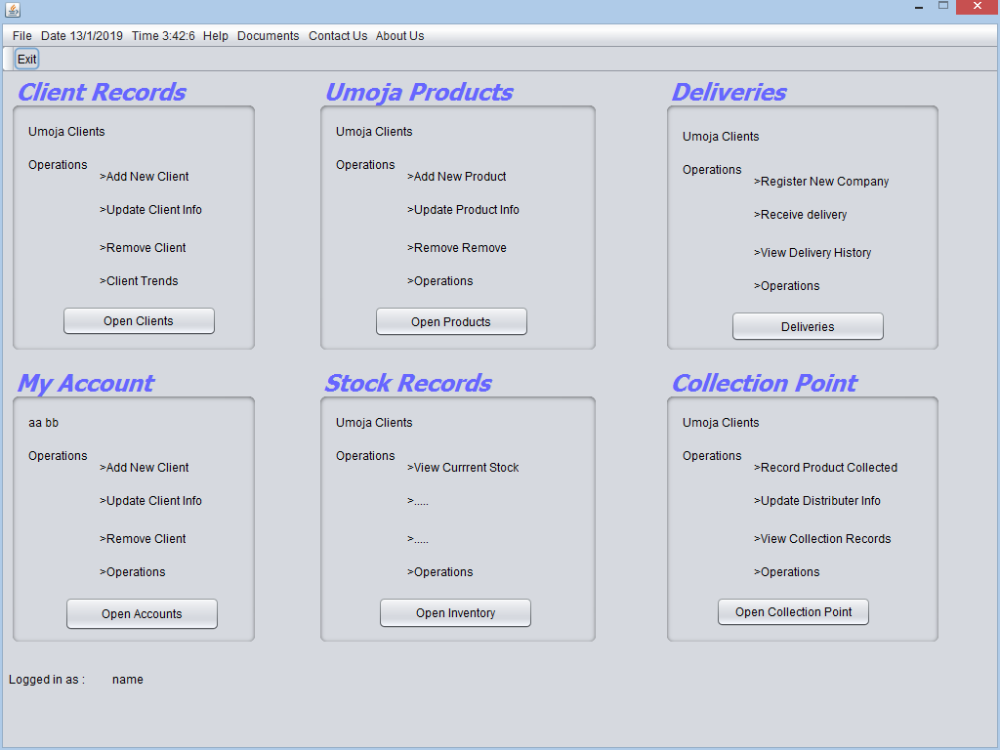 File Date 13/1/2019 Time 3:42:6 Help Documents Contact Us About Us
Exit
Client Records
Umoja Clients
Operations
>Add New Client
>Update Client Info
>Remove Client
>Client Trends
Open Clients
Umoja Products
Umoja Clients
Operations
>Add New Product
>Update Product Info
>Remove Remove
>Operations
Open Products
Deliveries
Umoja Clients
Operations
>Register New Company
>Receive delivery
>View Delivery History
>Operations
Deliveries
My Account
aa bb
Operations
>Add New Client
>Update Client Info
>Remove Client
>Operations
Open Accounts
Stock Records
Umoja Clients
Operations
>View Currrent Stock
>.....
>.....
>Operations
Open Inventory
Collection Point
Umoja Clients
Operations
>Record Product Collected
>Update Distributer Info
>View Collection Records
>Operations
Open Collection Point
Logged in as : name